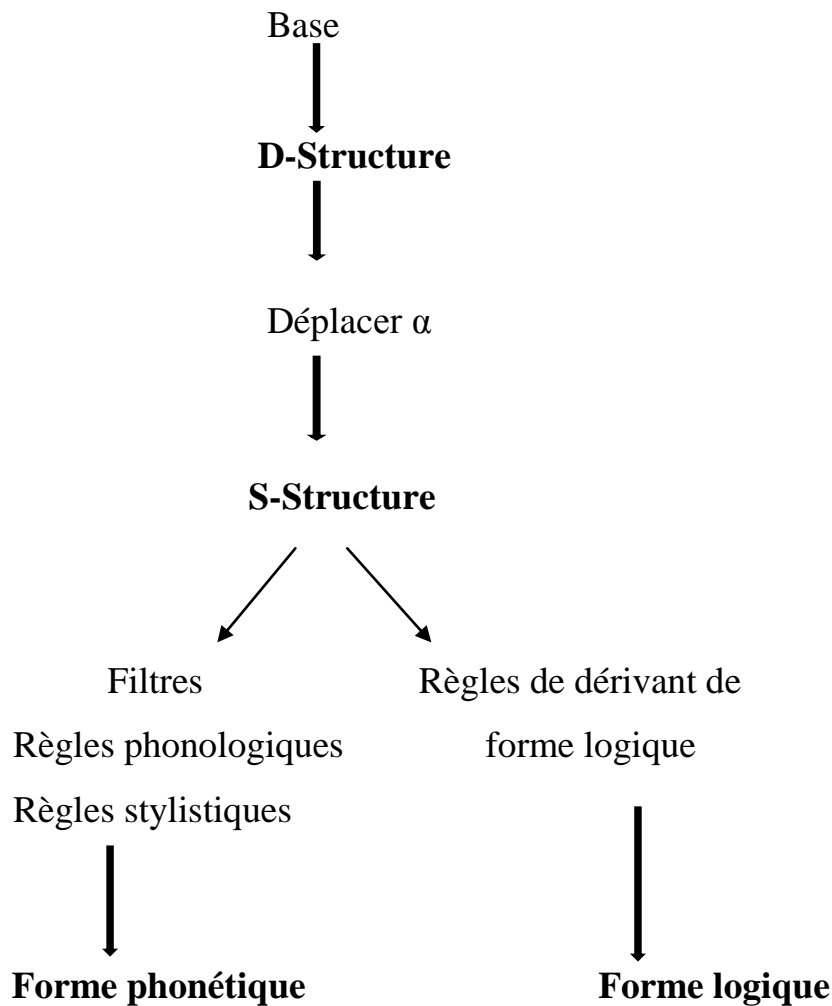 Base
D-Structure
Déplacer α
S-Structure
Filtres
Règles phonologiques
Règles stylistiques
Règles de dérivant de
forme logique
Forme phonétique
Forme logique